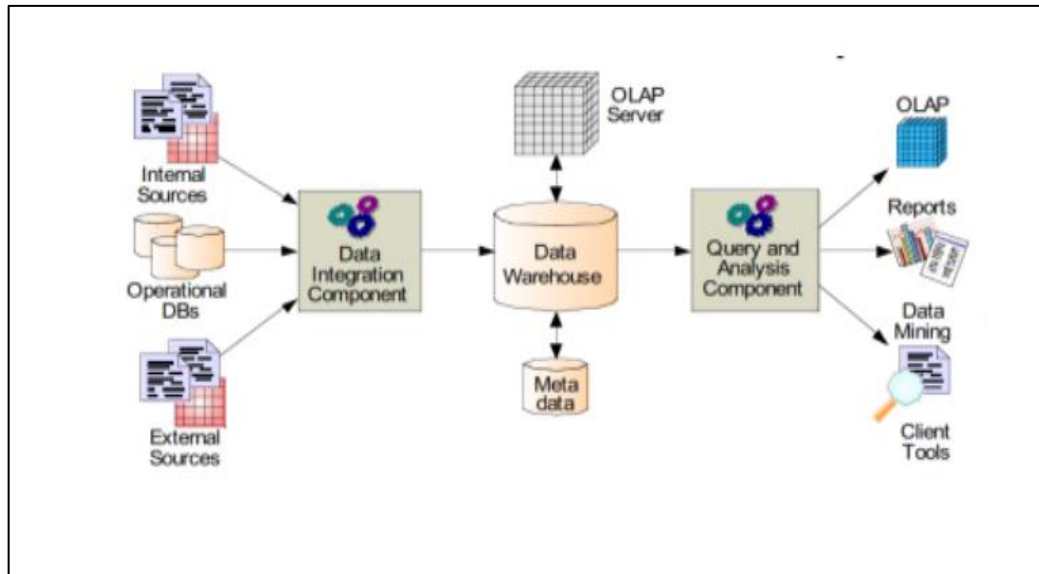 Internal
Sources
Operational
DBs
External
Sources
Data
Integration
Component
OLAP
Server
Data
Warehouse
Meta
data
Query and
Analysis
Component
OLAP
Reports
Data
Mining
Client
Tools